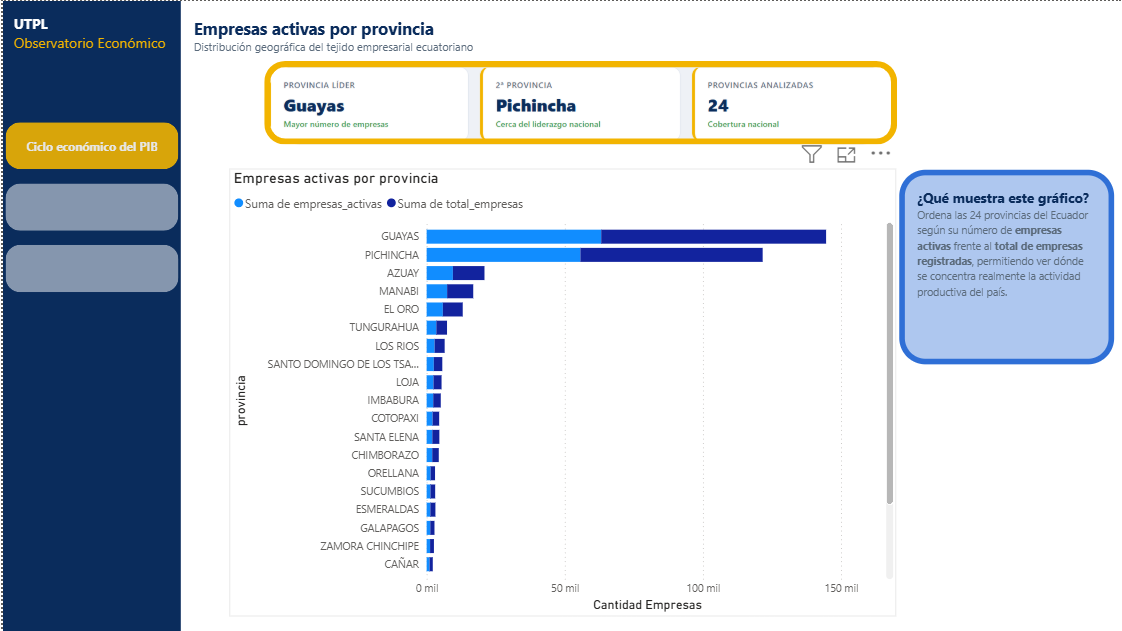 UTPL
Observatorio Económico
Ciclo económico del PIB
Empresas activas por provincia
Distribución geográfica del tejido empresarial ecuatoriano
PROVINCIA LÍDER
Guayas
Mayor número de empresas
2ª PROVINCIA
Pichincha
Cerca del liderazgo nacional
PROVINCIAS ANALIZADAS
24
Cobertura nacional
Empresas activas por provincia
Suma de empresas_activas Suma de total_empresas
provincia
GUAYAS
PICHINCHA
AZUAY
MANABI
EL ORO
TUNGURAHUA
LOS RIOS
SANTO DOMINGO DE LOS TSA...
LOJA
IMBABURA
COTOPAXI
SANTA ELENA
CHIMBORAZO
ORELLANA
SUCUMBIOS
ESMERALDAS
GALAPAGOS
ZAMORA CHINCHIPE
CAÑAR
0 mil 50 mil 100 mil 150 mil
Cantidad Empresas
¿Qué muestra este gráfico?
Ordena las 24 provincias del Ecuador
según su número de empresas
activas frente al total de empresas
registradas, permitiendo ver dónde
se concentra realmente la actividad
productiva del país.